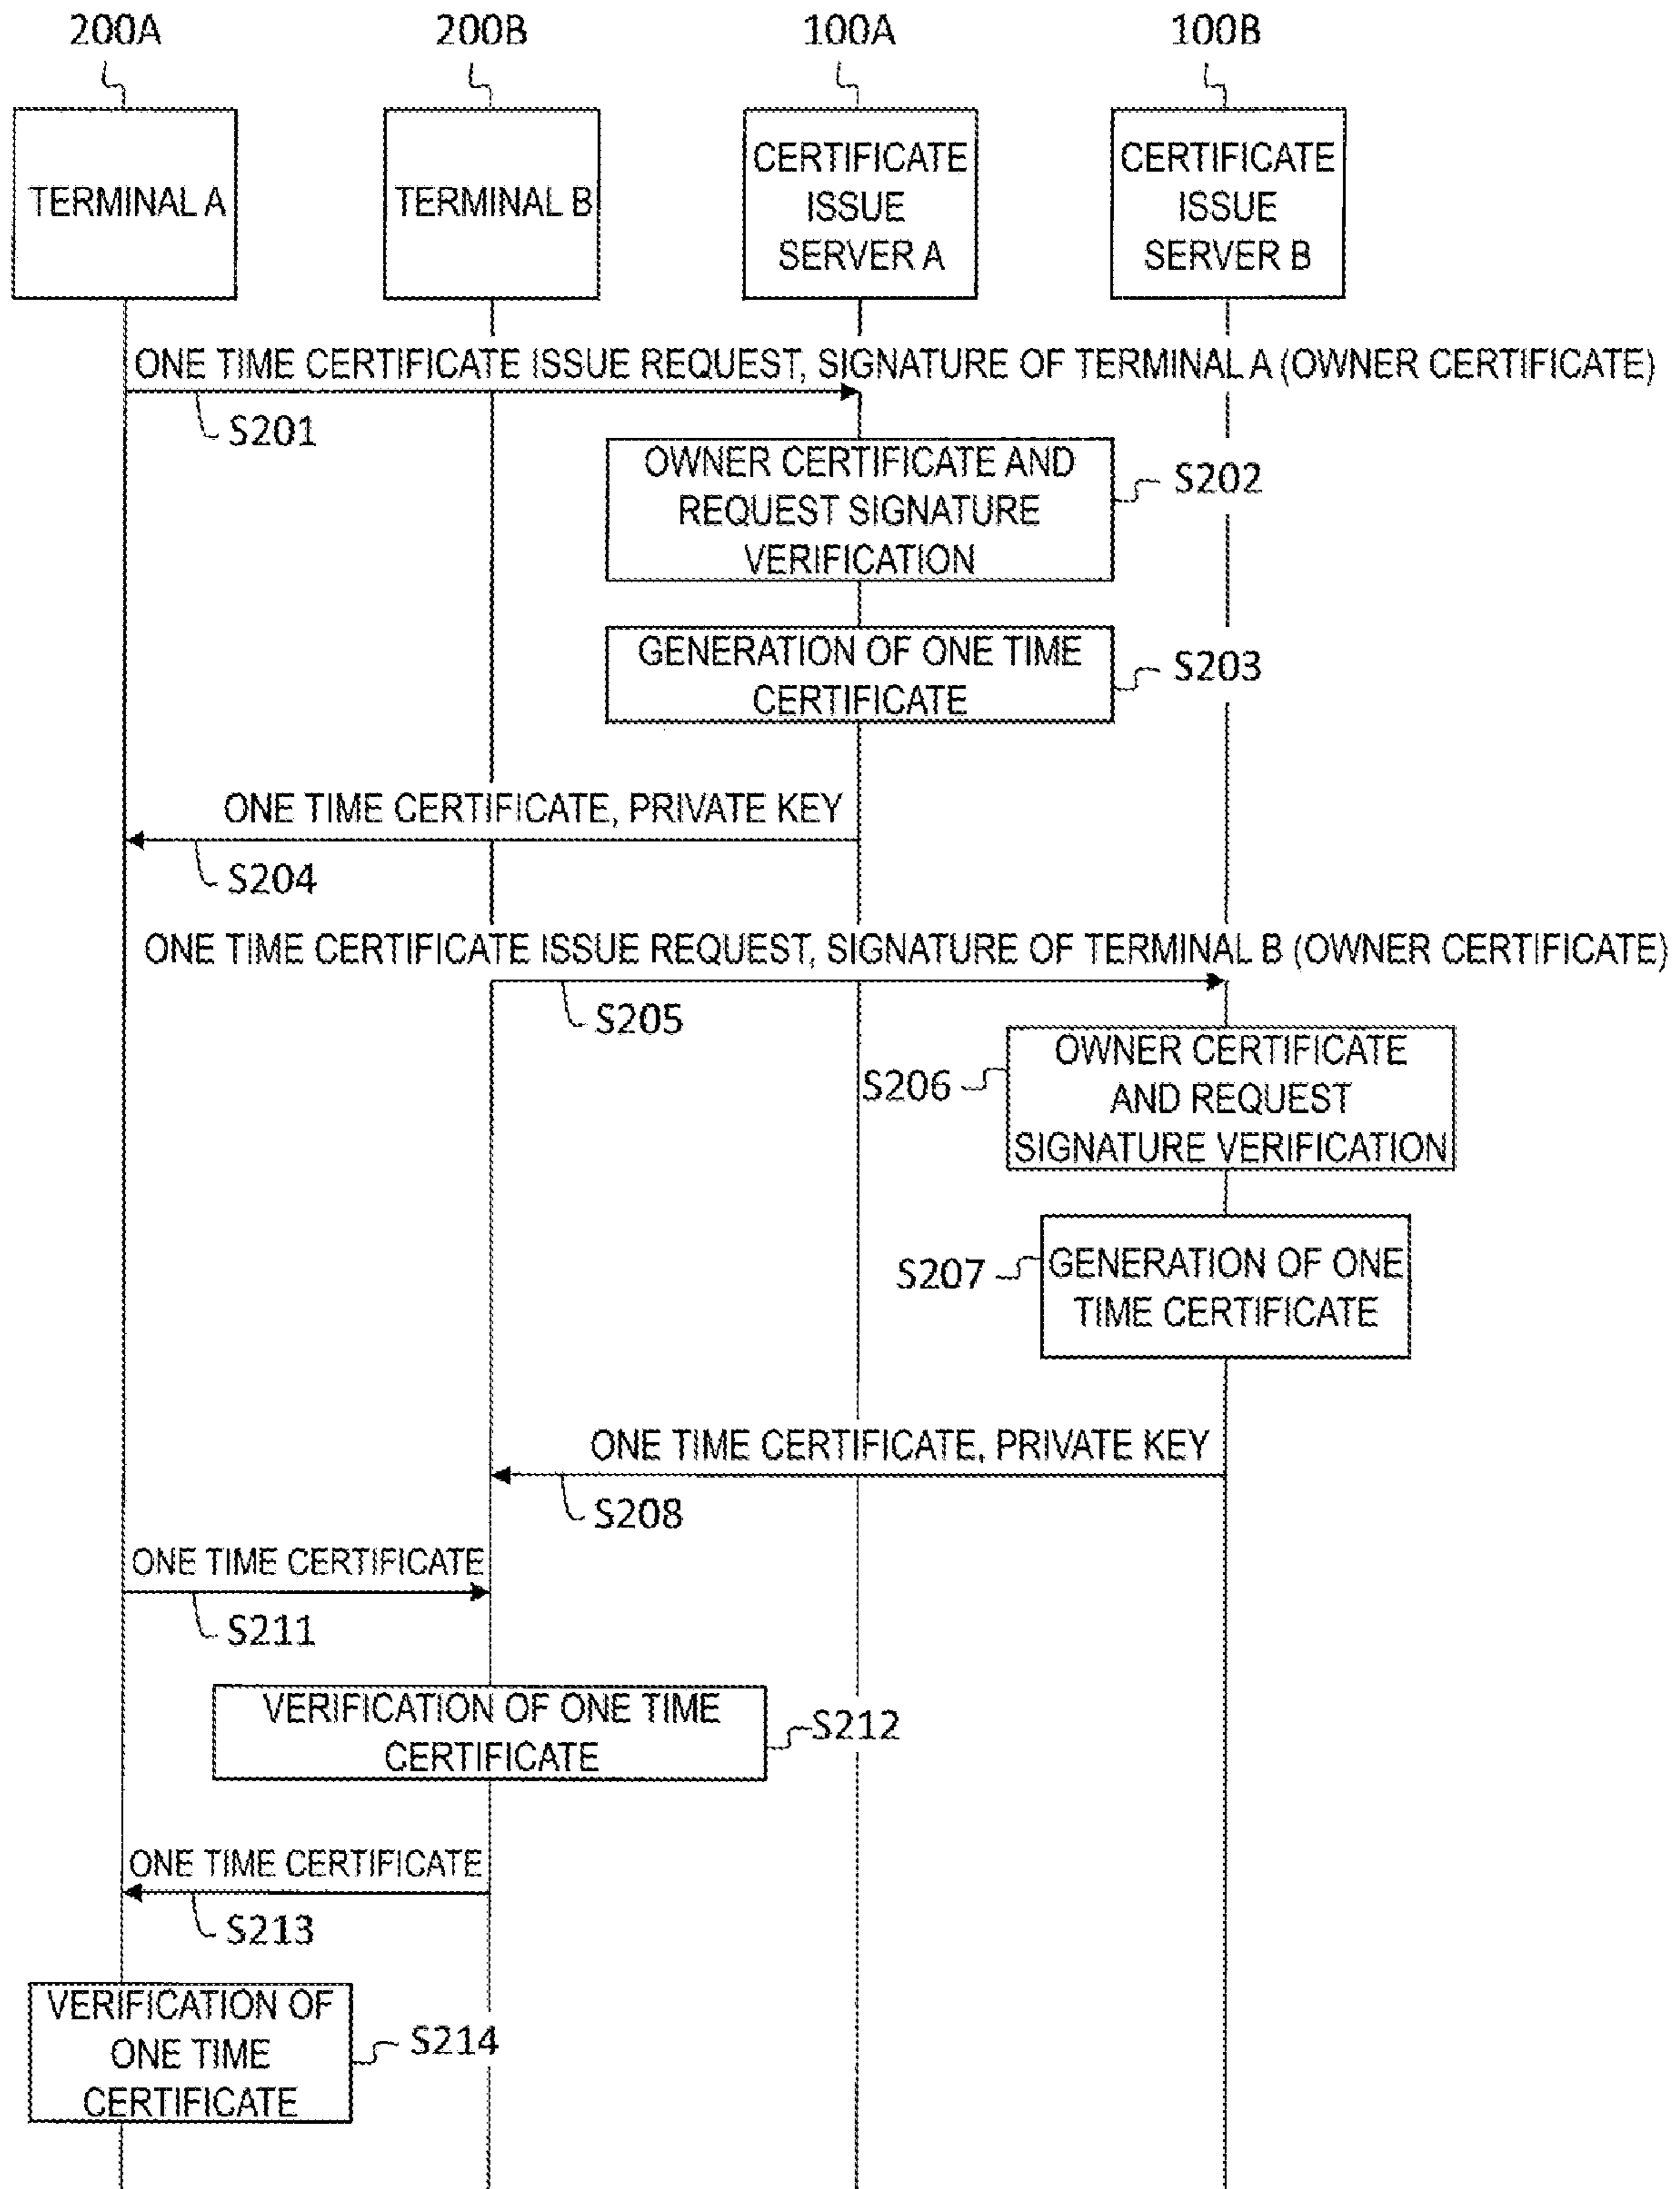 200A
200B
100A
100B
TERMINAL A
TERMINAL B
CERTIFICATE
ISSUE
SERVER A
CERTIFICATE
ISSUE
SERVER B
ONE TIME CERTIFICATE ISSUE REQUEST, SIGNATURE OF TERMINAL A (OWNER CERTIFICATE)
S201
OWNER CERTIFICATE AND
REQUEST SIGNATURE
VERIFICATION
S202
GENERATION OF ONE TIME
CERTIFICATE
S203
ONE TIME CERTIFICATE, PRIVATE KEY
S204
ONE TIME CERTIFICATE ISSUE REQUEST, SIGNATURE OF TERMINAL B (OWNER CERTIFICATE)
S205
S206
OWNER CERTIFICATE
AND REQUEST
SIGNATURE VERIFICATION
S207
GENERATION OF ONE
TIME CERTIFICATE
ONE TIME CERTIFICATE, PRIVATE KEY
S208
ONE TIME CERTIFICATE
S211
VERIFICATION OF ONE TIME
CERTIFICATE
S212
ONE TIME CERTIFICATE
S213
VERIFICATION OF
ONE TIME
CERTIFICATE
S214